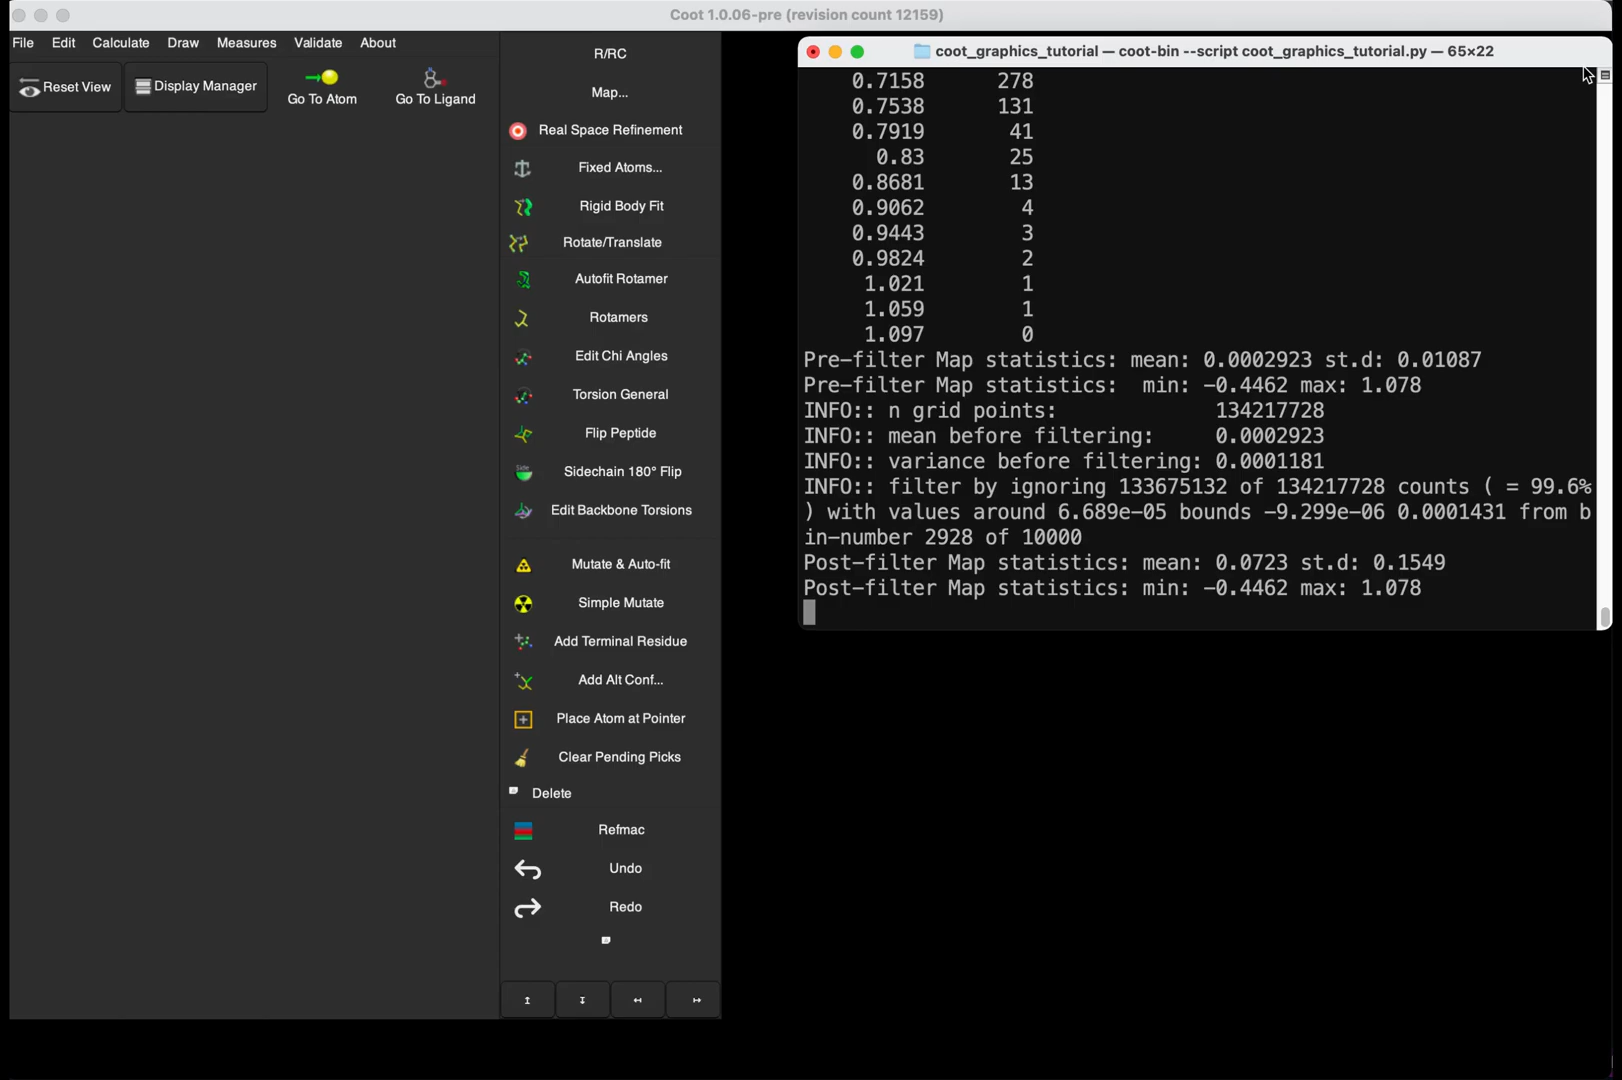 Coot 1.0.06-pre (revision count 12159)
File Edit Calculate Draw Measures Validate About
Reset View
Display Manager
Go To Atom
Go To Ligand
R/RC
Map...
Real Space Refinement
Fixed Atoms...
Rigid Body Fit
Rotate/Translate
Autofit Rotamer
Rotamers
Edit Chi Angles
Torsion General
Flip Peptide
Side
Sidechain 180° Flip
Edit Backbone Torsions
Mutate & Auto-fit
Simple Mutate
Add Terminal Residue
Add Alt Conf...
Place Atom at Pointer
Clear Pending Picks
Delete
Refmac
Undo
Redo
coot_graphics_tutorial — coot-bin --script coot_graphics_tutorial.py — 65×22
0.7158 278
0.7538 131
0.7919 41
0.83 25
0.8681 13
0.9062 4
0.9443 3
0.9824 2
1.021 1
1.059 1
1.097 0
Pre-filter Map statistics: mean: 0.0002923 st.d: 0.01087
Pre-filter Map statistics:  min: -0.4462 max: 1.078
INFO:: n grid points: 134217728
INFO:: mean before filtering: 0.0002923
INFO:: variance before filtering: 0.0001181
INFO:: filter by ignoring 133675132 of 134217728 counts ( = 99.6%
) with values around 6.689e-05 bounds -9.299e-06 0.0001431 from b
in-number 2928 of 10000
Post-filter Map statistics: mean: 0.0723 st.d: 0.1549
Post-filter Map statistics: min: -0.4462 max: 1.078